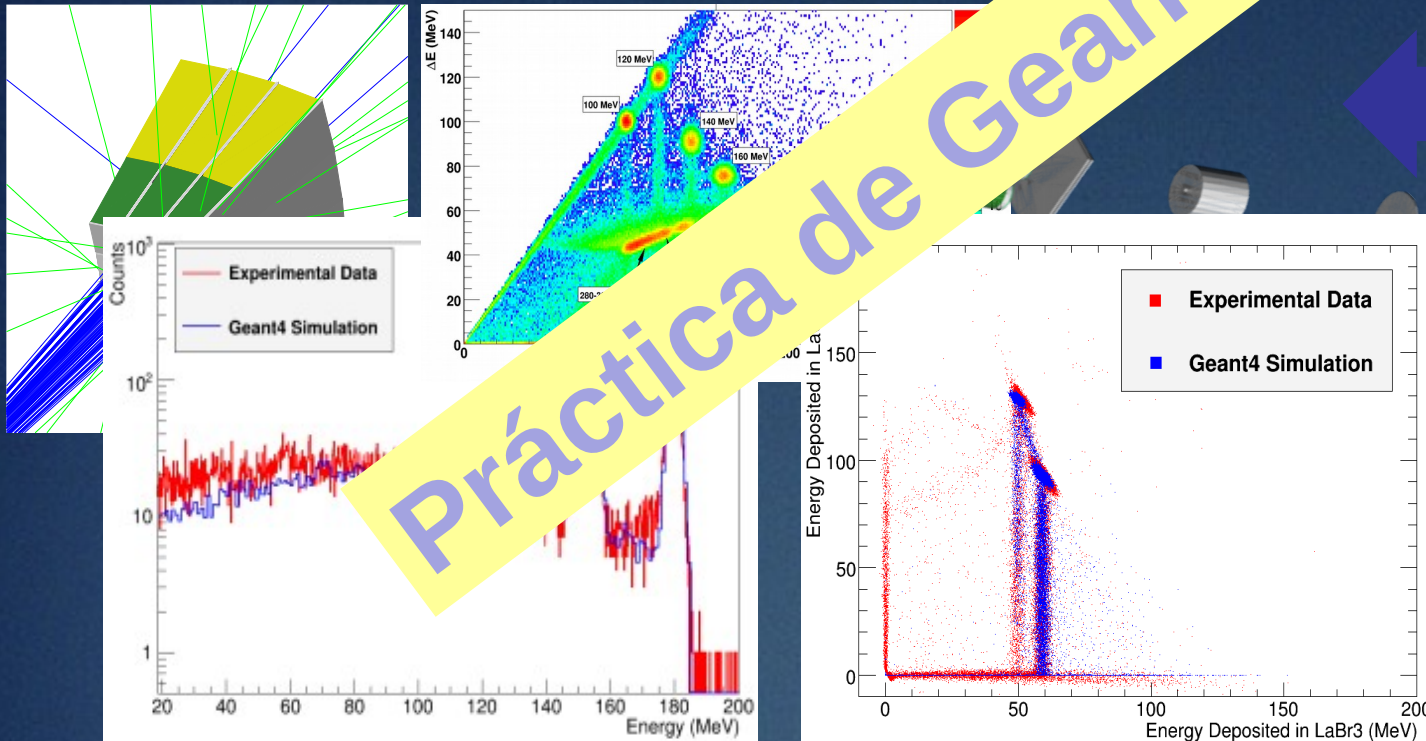 ΔE (MeV)
140
120
100
80
60
40
20
0
0
120 MeV
100 MeV
140 MeV
160 MeV
Práctica de
Counts
10³
10²
10
1
Experimental Data
Geant4 Simulation
20 40 60 80 100 120 140 160 180 200
Energy (MeV)
Energy Deposited in
150
100
50
0
Experimental Data
Geant4 Simulation
0 50 100 150
Energy Deposited in LaBr3 (MeV)